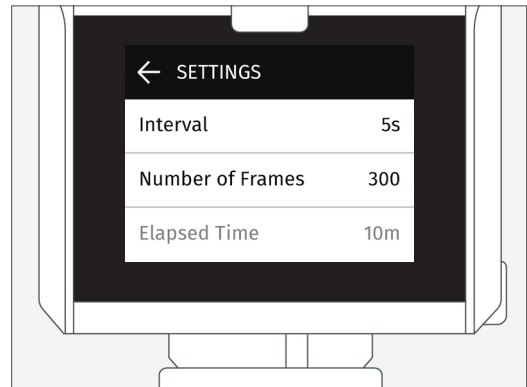 ← SETTINGS
Interval 5s
Number of Frames 300
Elapsed Time 10m